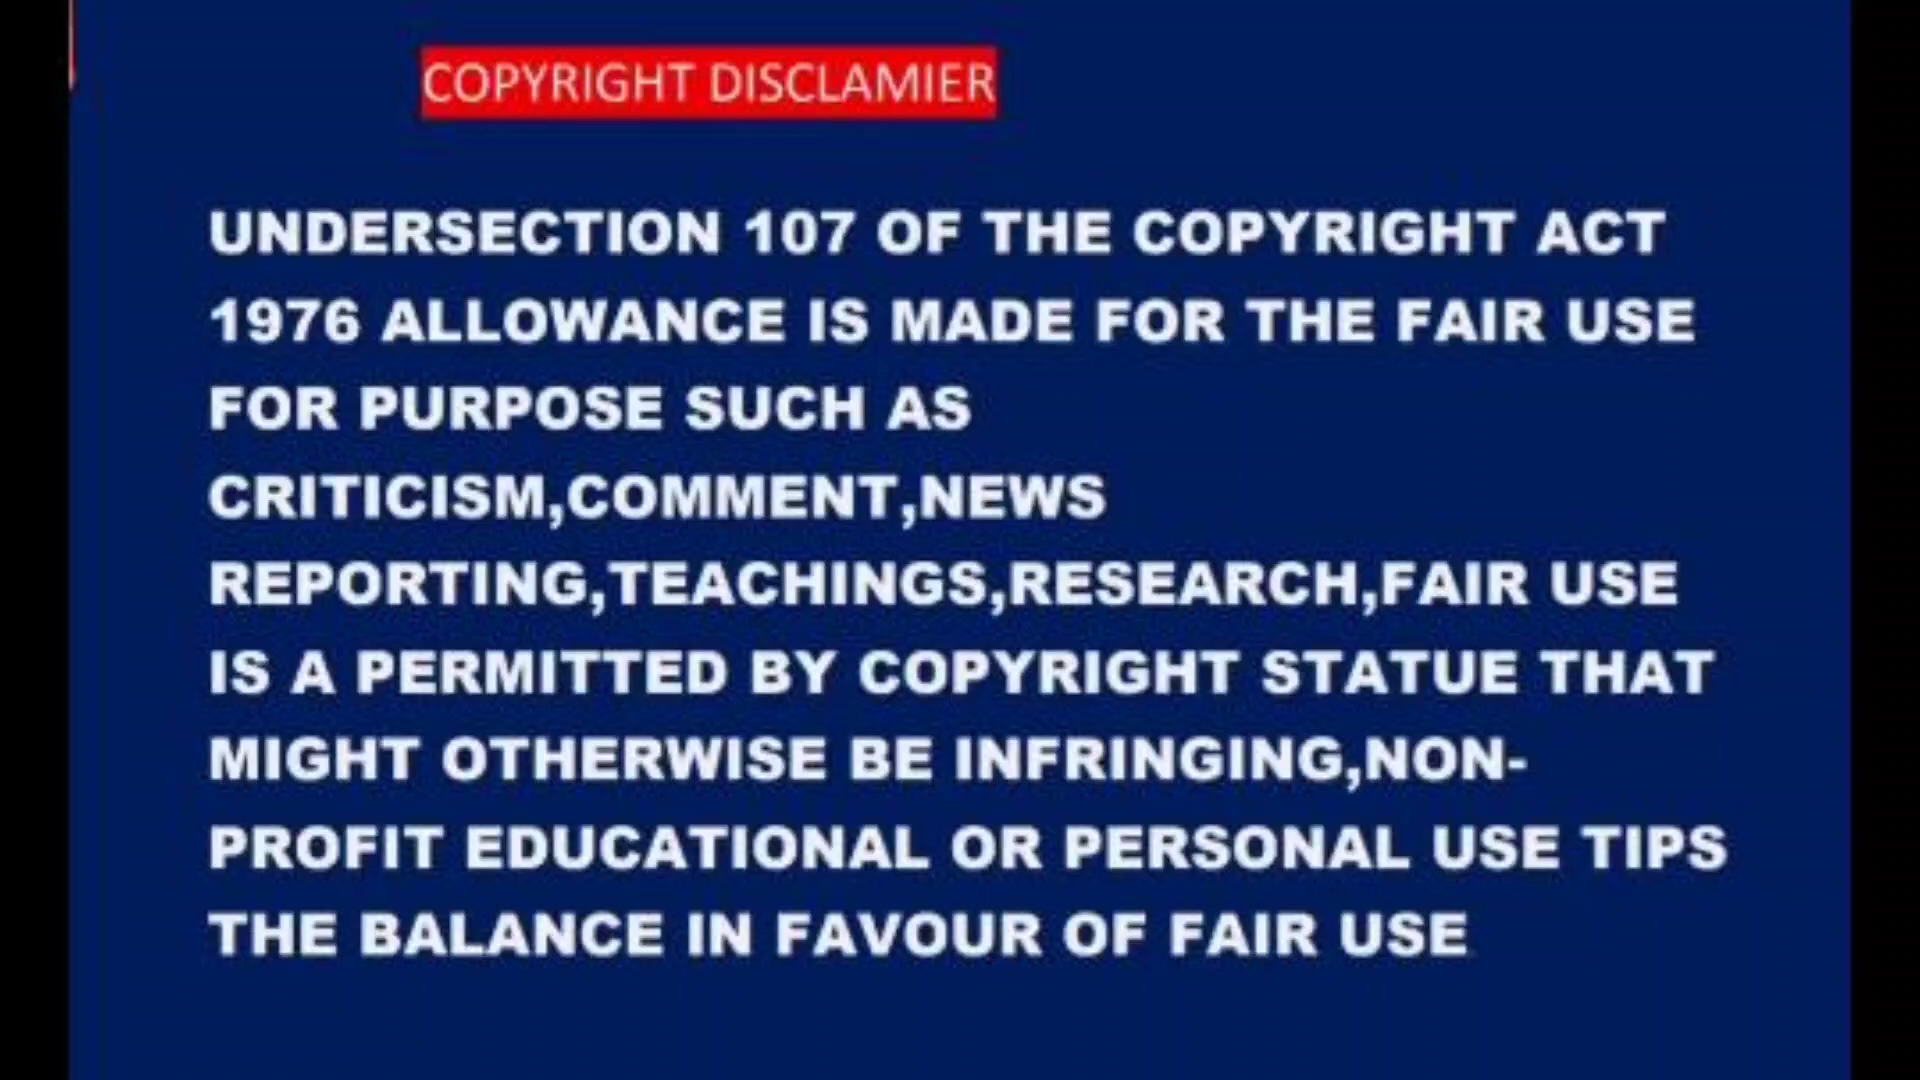 COPYRIGHT DISCLAMIER
UNDERSECTION 107 OF THE COPYRIGHT ACT
1976 ALLOWANCE IS MADE FOR THE FAIR USE
FOR PURPOSE SUCH AS
CRITICISM,COMMENT,NEWS
REPORTING,TEACHINGS,RESEARCH,FAIR USE
IS A PERMITTED BY COPYRIGHT STATUE THAT
MIGHT OTHERWISE BE INFRINGING,NON-
PROFIT EDUCATIONAL OR PERSONAL USE TIPS
THE BALANCE IN FAVOUR OF FAIR USE